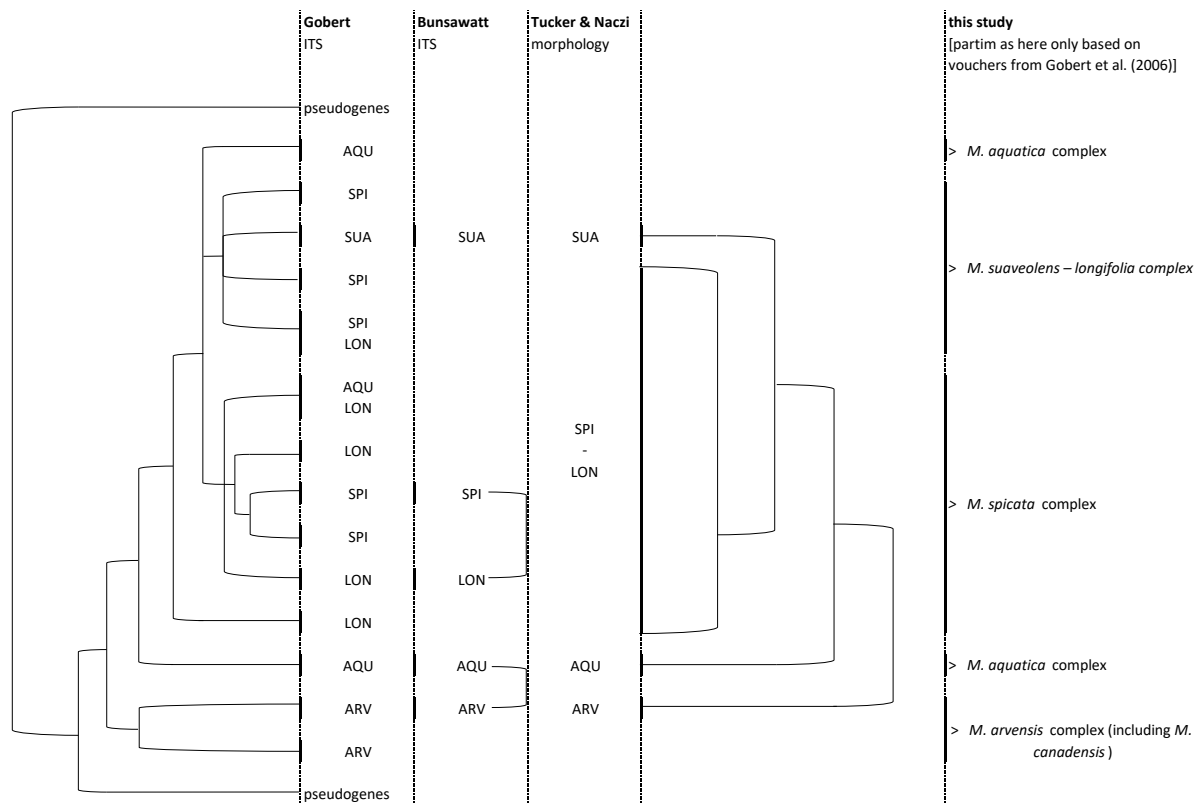 Gobert
ITS
Bunsawatt
ITS
Tucker & Naczi
morphology
this study
[partim as here only based on
vouchers from Gobert et al. (2006)]
pseudogenes
AQU
> M. aquatica complex
SPI
SUA SUA SUA
> M. suaveolens – longifolia complex
SPI
SPI
LON
AQU
LON
SPI
-
LON
LON
SPI SPI
> M. spicata complex
SPI
LON LON
LON
AQU AQU AQU
> M. aquatica complex
ARV ARV ARV
> M. arvensis complex (including M.
canadensis )
ARV
pseudogenes